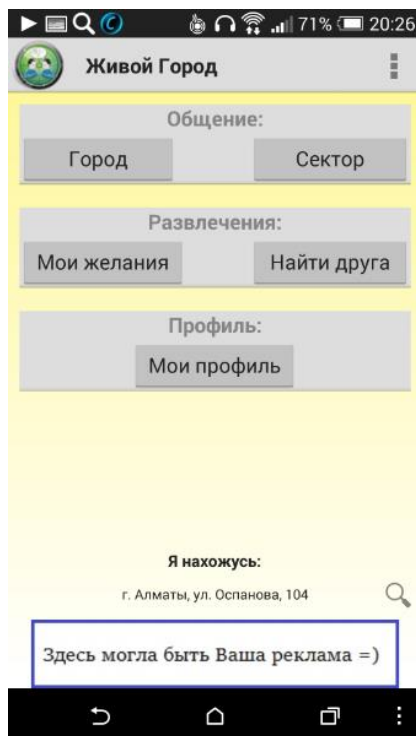 71% 20:26
Живой Город
Общение:
Город Сектор
Развлечения:
Мои желания Найти друга
Профиль:
Мои профиль
Я нахожусь:
г. Алматы, ул. Оспанова, 104
Здесь могла быть Ваша реклама =)